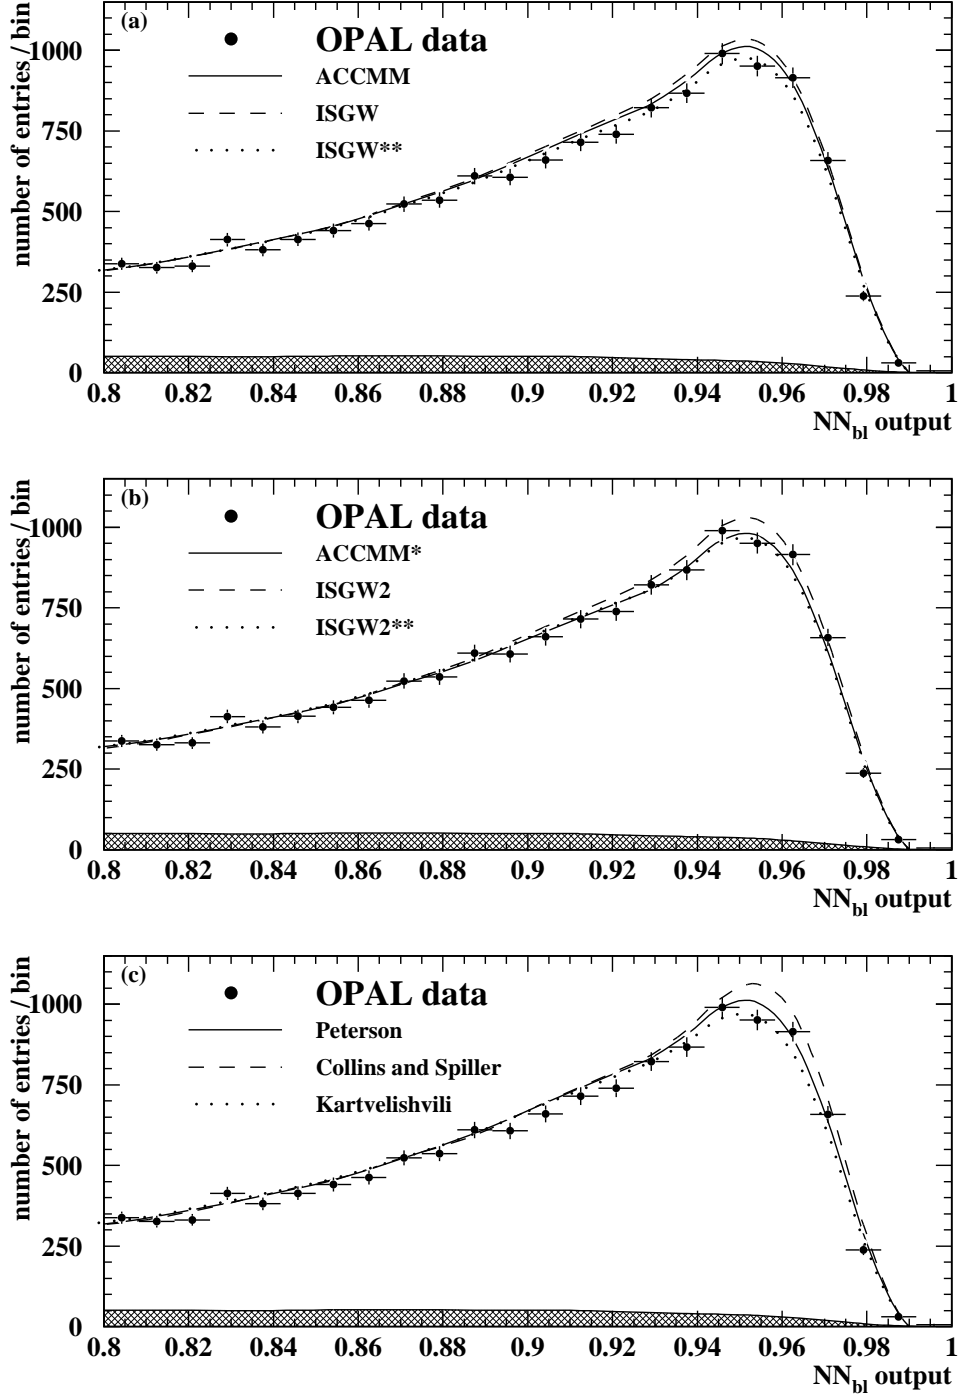 (a)
OPAL data
ACCMM
ISGW
ISGW**
number of entries / bin
1000
750
500
250
0
0.8 0.82 0.84 0.86 0.88 0.9 0.92 0.94 0.96 0.98 1
NNbl output
(b)
OPAL data
ACCMM*
ISGW2
ISGW2**
number of entries / bin
1000
750
500
250
0
0.8 0.82 0.84 0.86 0.88 0.9 0.92 0.94 0.96 0.98 1
NNbl output
(c)
OPAL data
Peterson
Collins and Spiller
Kartvelishvili
number of entries / bin
1000
750
500
250
0
0.8 0.82 0.84 0.86 0.88 0.9 0.92 0.94 0.96 0.98 1
NNbl output